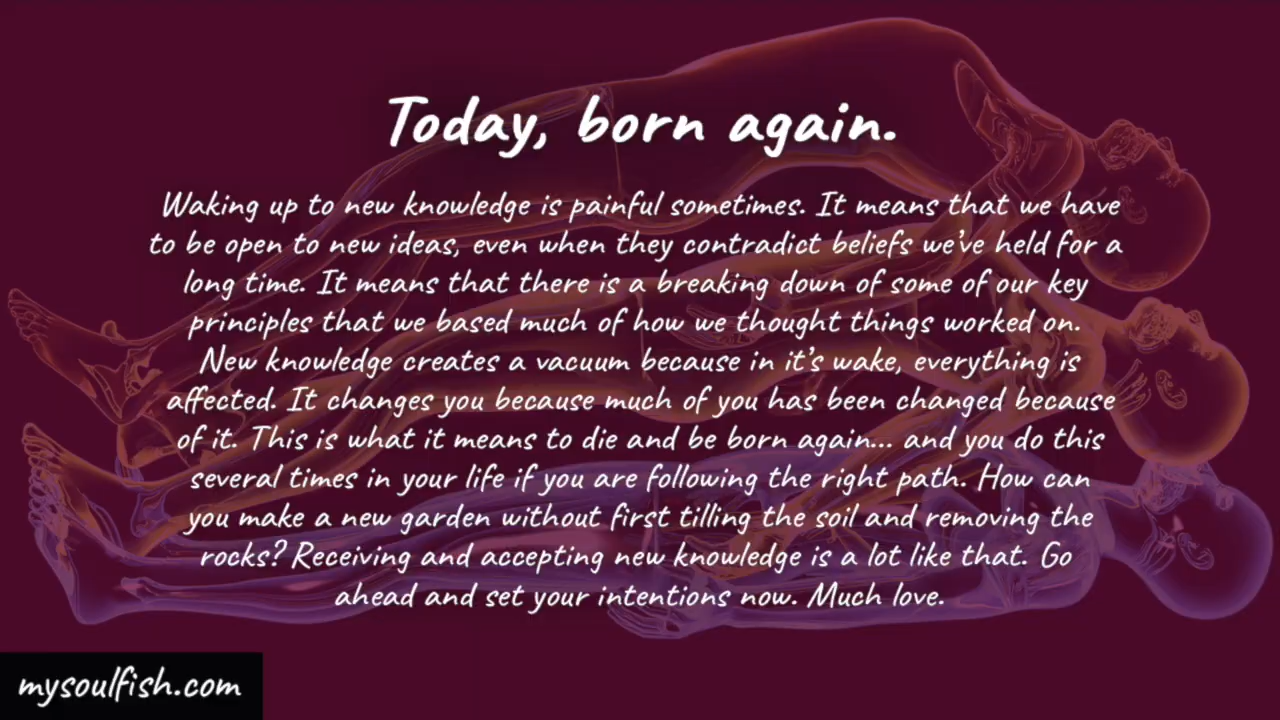 Today, born again.
Waking up to new knowledge is painful sometimes. It means that we have
to be open to new ideas, even when they contradict beliefs we've held for a
long time. It means that there is a breaking down of some of our key
principles that we based much of how we thought things worked on.
New knowledge creates a vacuum because in it's wake, everything is
affected. It changes you because much of you has been changed because
of it. This is what it means to die and be born again... and you do this
several times in your life if you are following the right path. How can
you make a new garden without first tilling the soil and removing the
rocks? Receiving and accepting new knowledge is a lot like that. Go
ahead and set your intentions now. Much love.
mysoulfish.com